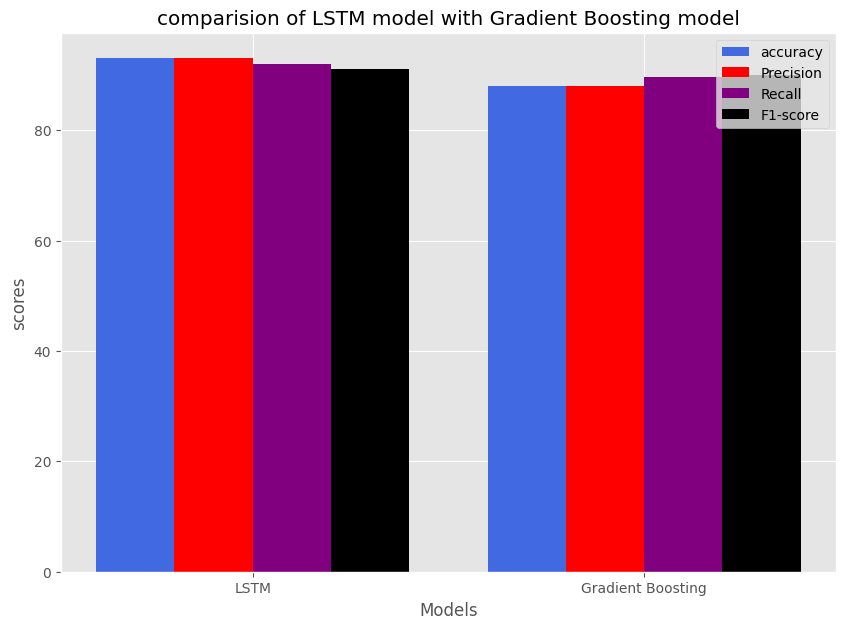 comparision of LSTM model with Gradient Boosting model
accuracy
Precision
Recall
F1-score
80
60
40
20
0
scores
LSTM
Gradient Boosting
Models